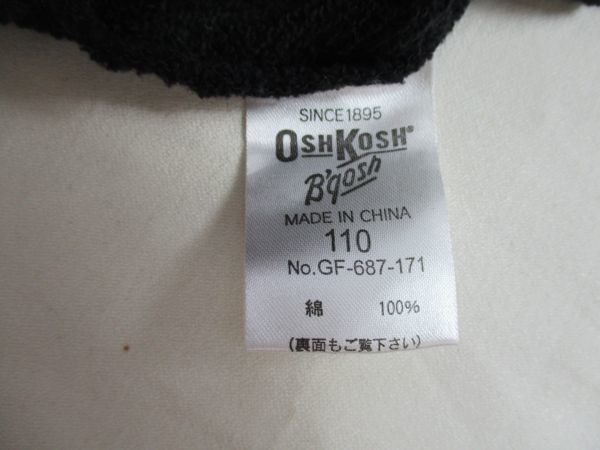 SINCE1895
OSHKOSH®
B'gosh
MADE IN CHINA
110
No.GF-687-171
綿 100%
(裏面もご覧下さい)